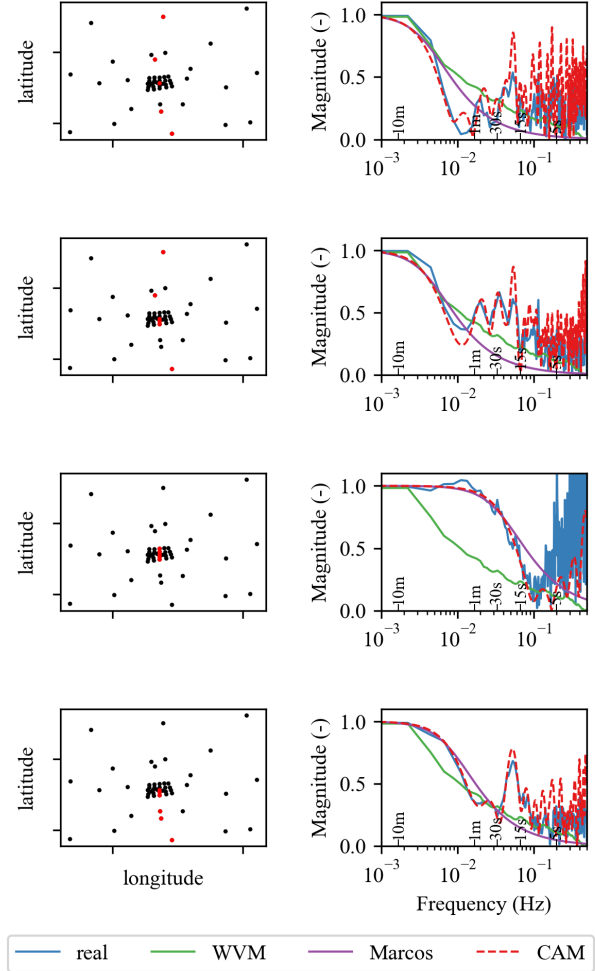 latitude
Magnitude (-)
1.0
0.5
0.0
10m
1m
30s
15s
5s
10⁻³
10⁻²
10⁻¹
latitude
Magnitude (-)
1.0
0.5
0.0
10m
1m
30s
15s
5s
10⁻³
10⁻²
10⁻¹
latitude
Magnitude (-)
1.0
0.5
0.0
10m
1m
30s
15s
5s
10⁻³
10⁻²
10⁻¹
latitude
Magnitude (-)
1.0
0.5
0.0
10m
1m
30s
15s
5s
10⁻³
10⁻²
10⁻¹
longitude
Frequency (Hz)
real WVM Marcos CAM